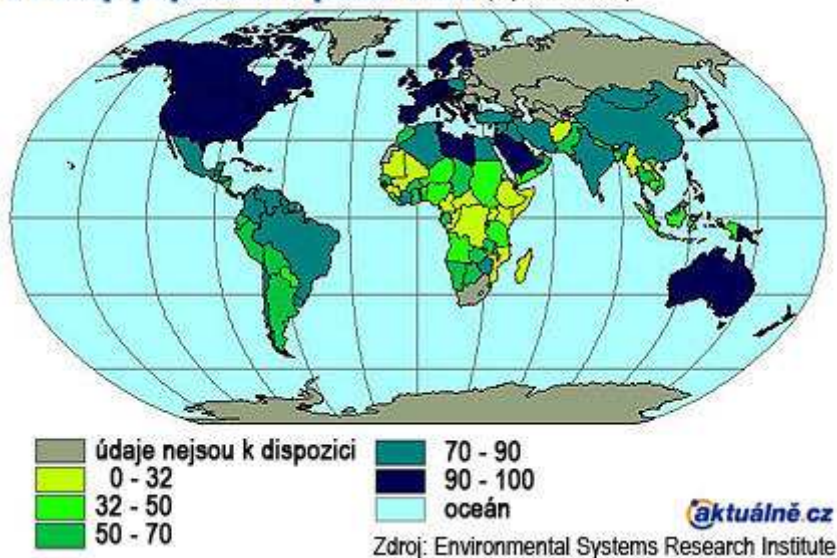 údaje nejsou k dispozici
0 - 32
32 - 50
50 - 70
70 - 90
90 - 100
oceán
aktuálně.cz
Zdroj: Environmental Systems Research Institute